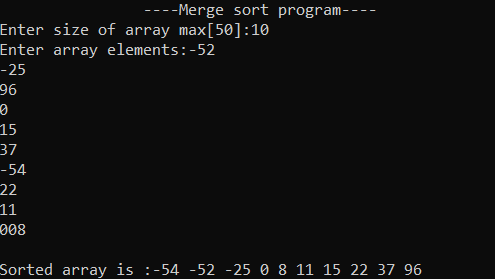 ----Merge sort program----
Enter size of array max[50]:10
Enter array elements:-52
-25
96
0
15
37
-54
22
11
008
Sorted array is :-54 -52 -25 0 8 11 15 22 37 96